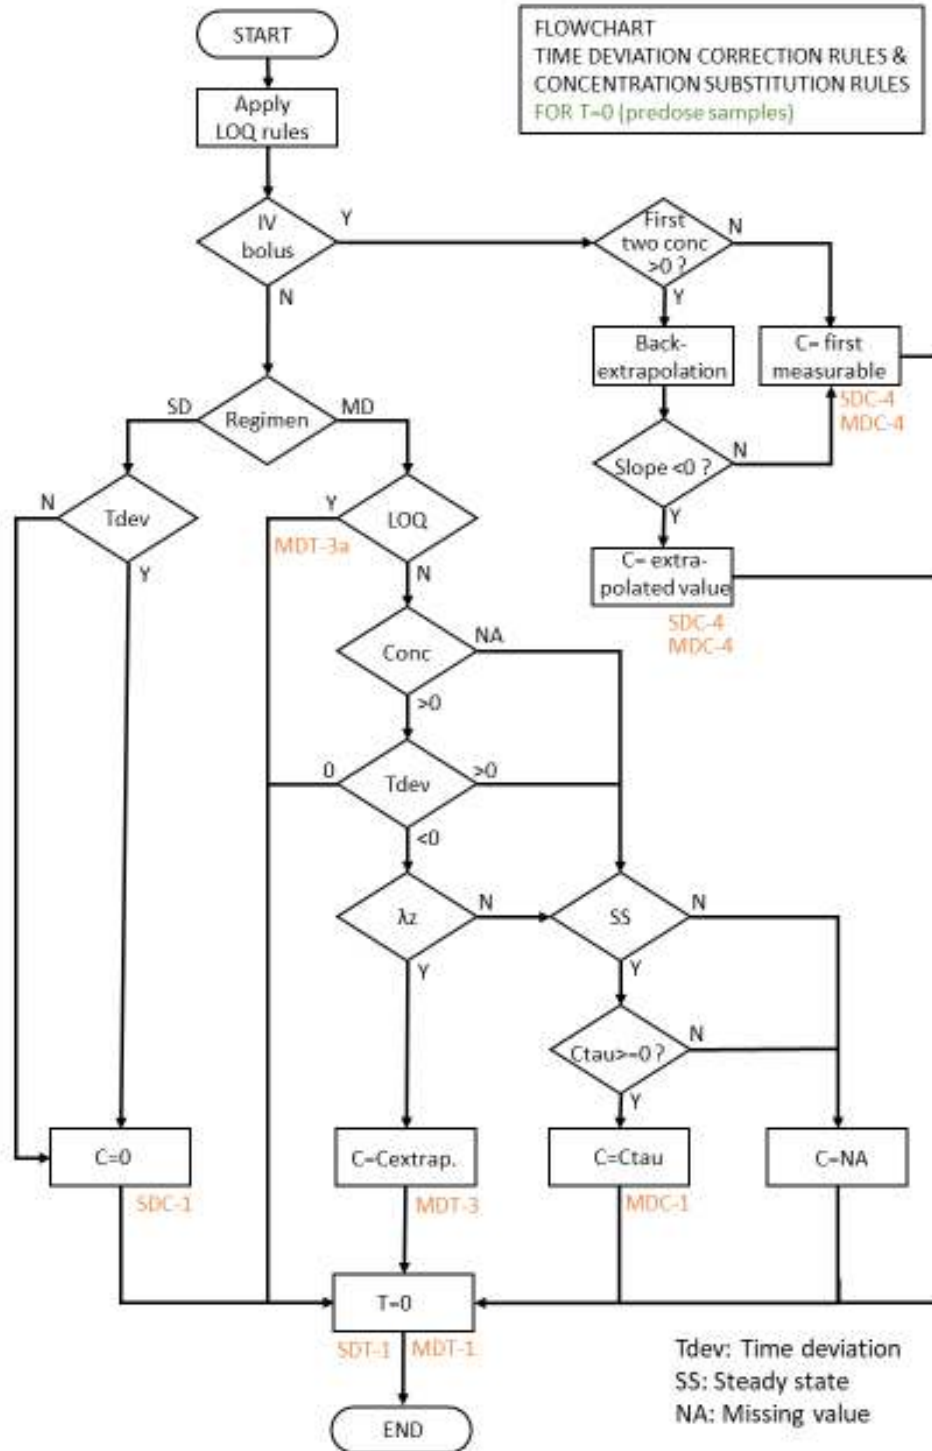 START
FLOWCHART
TIME DEVIATION CORRECTION RULES &
CONCENTRATION SUBSTITUTION RULES
FOR T=0 (predose samples)
Apply
LOQ rules
IV
bolus
Y
N
First
two conc
>0 ?
N
Y
Back-
extrapolation
C= first
measurable
SDC-4
MDC-4
Slope <0 ?
N
Y
C= extra-
polated value
SDC-4
MDC-4
SD
Regimen
MD
N
Tdev
Y
Y
LOQ
MDT-3a
N
Conc
NA
>0
0
Tdev
>0
<0
λz
N
Y
SS
N
Y
Ctau>=0 ?
N
Y
C=0
SDC-1
C=Cextrap.
MDT-3
C=Ctau
MDC-1
C=NA
T=0
SDT-1
MDT-1
END
Tdev: Time deviation
SS: Steady state
NA: Missing value